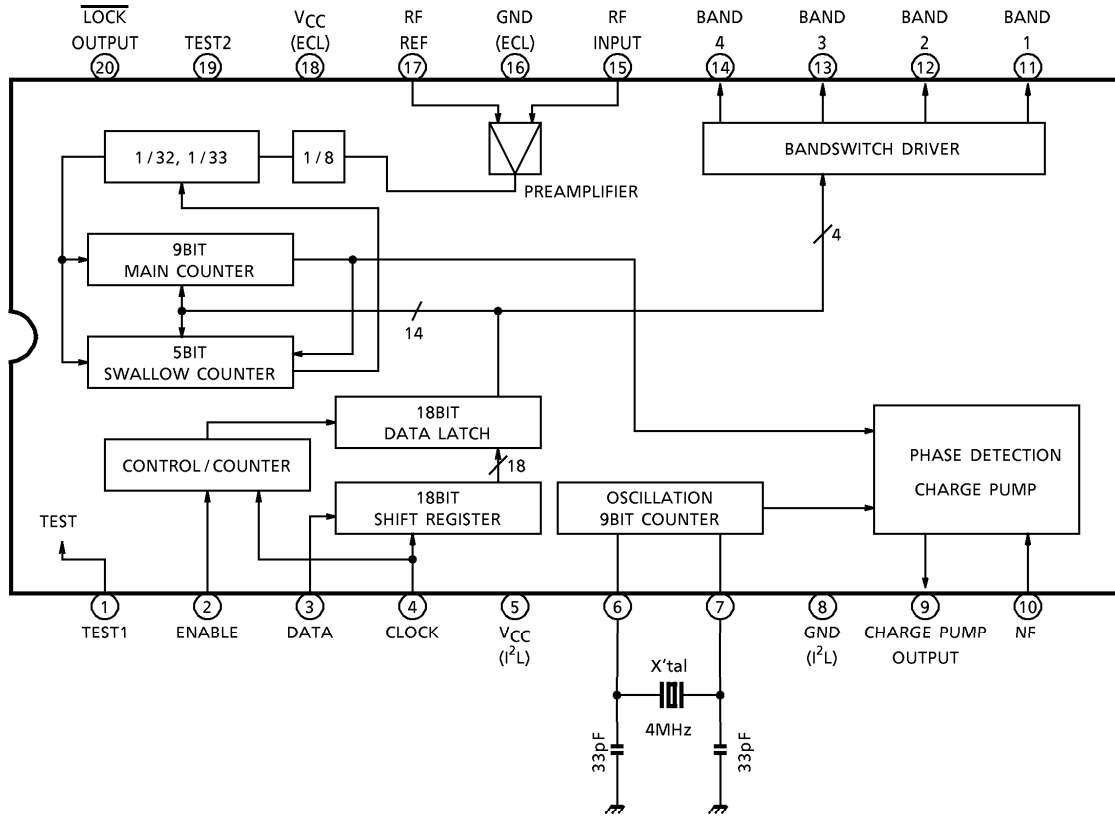 LOCK
OUTPUT
20
TEST2
19
VCC
(ECL)
18
RF
REF
17
GND
(ECL)
16
RF
INPUT
15
BAND
4
14
BAND
3
13
BAND
2
12
BAND
1
11
1/32, 1/33
1/8
PREAMPLIFIER
BANDSWITCH DRIVER
4
9BIT
MAIN COUNTER
14
5BIT
SWALLOW COUNTER
18BIT
DATA LATCH
CONTROL/COUNTER
18
18BIT
SHIFT REGISTER
OSCILLATION
9BIT COUNTER
PHASE DETECTION
CHARGE PUMP
TEST
1
TEST1
2
ENABLE
3
DATA
4
CLOCK
5
VCC
(I²L)
6
7
8
GND
(I²L)
9
CHARGE PUMP
OUTPUT
10
NF
X'tal
4MHz
33pF
33pF